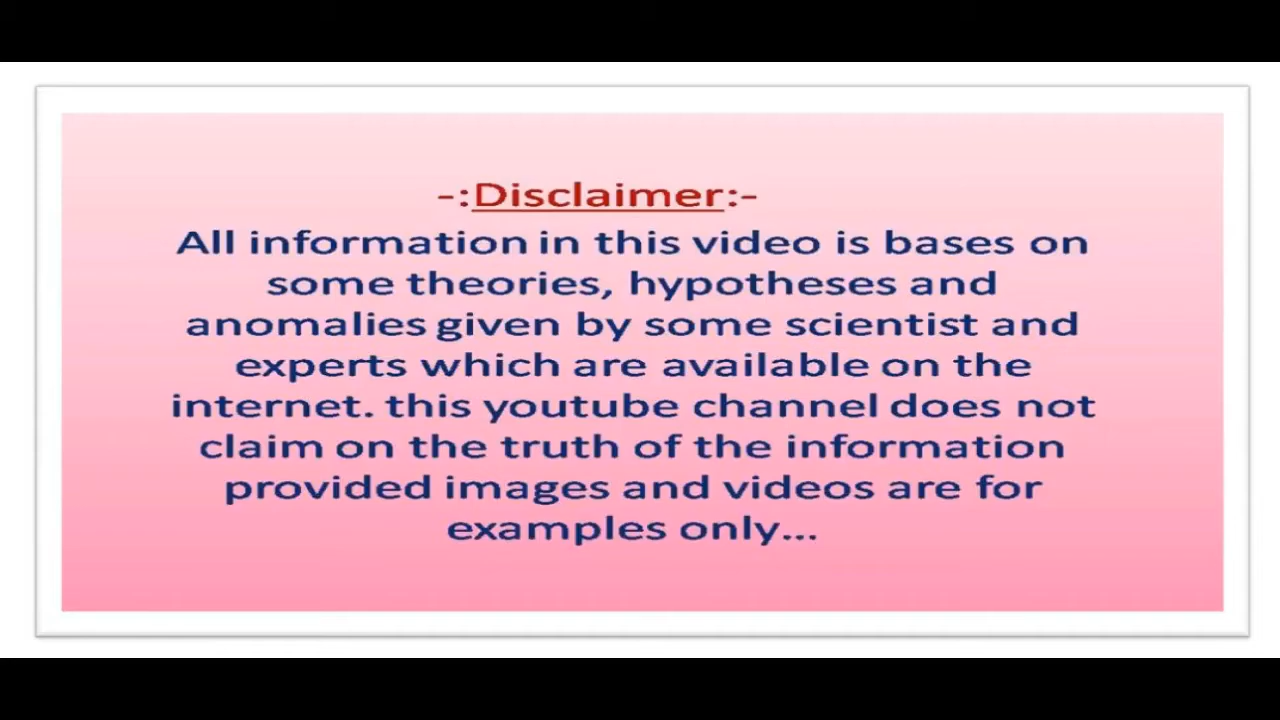 -:Disclaimer:-
All information in this video is bases on
some theories, hypotheses and
anomalies given by some scientist and
experts which are available on the
internet. this youtube channel does not
claim on the truth of the information
provided images and videos are for
examples only...